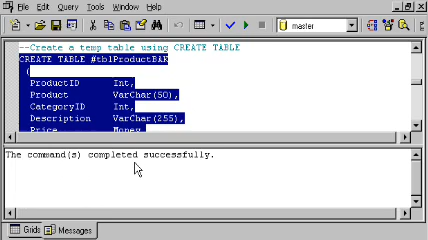 File Edit Query Tools Window Help
master
--Create a temp table using CREATE TABLE
CREATE TABLE #tblProductBAK
(
ProductID Int,
Product VarChar(50),
CategoryID Int,
Description VarChar(255),
Price Money,
The command(s) completed successfully.
Grids Messages